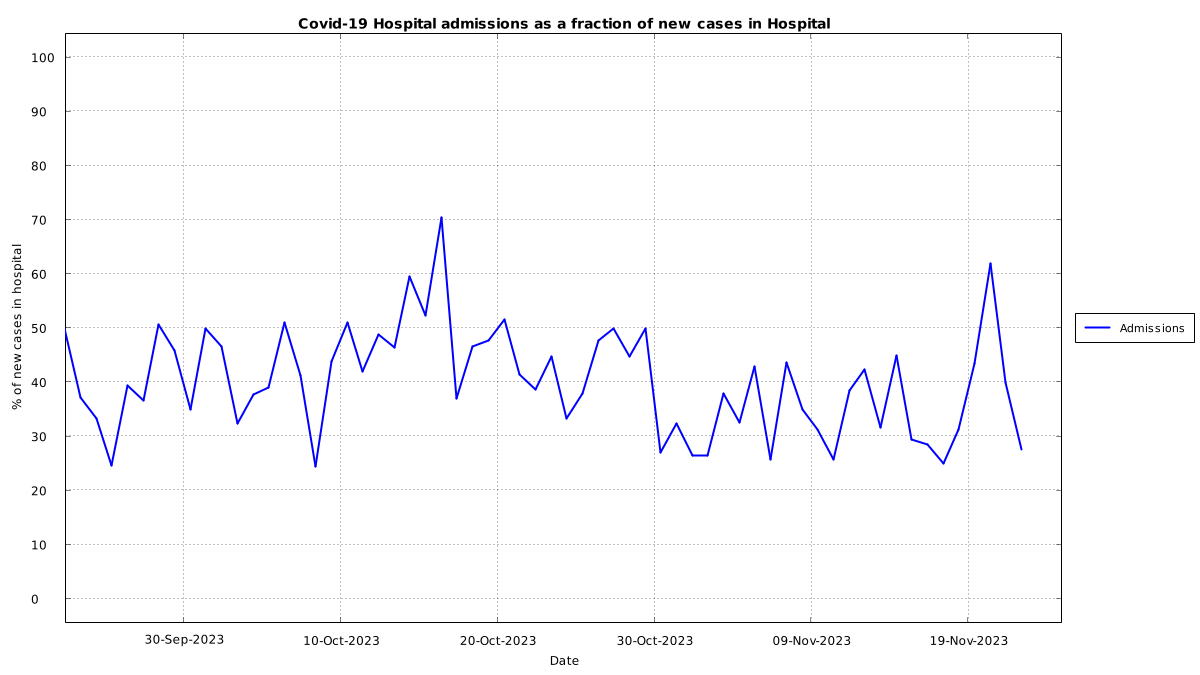 Covid-19 Hospital admissions as a fraction of new cases in Hospital
100
90
80
70
60
50
40
30
20
10
0
% of new cases in hospital
30-Sep-2023 10-Oct-2023 20-Oct-2023 30-Oct-2023 09-Nov-2023 19-Nov-2023
Date
Admissions